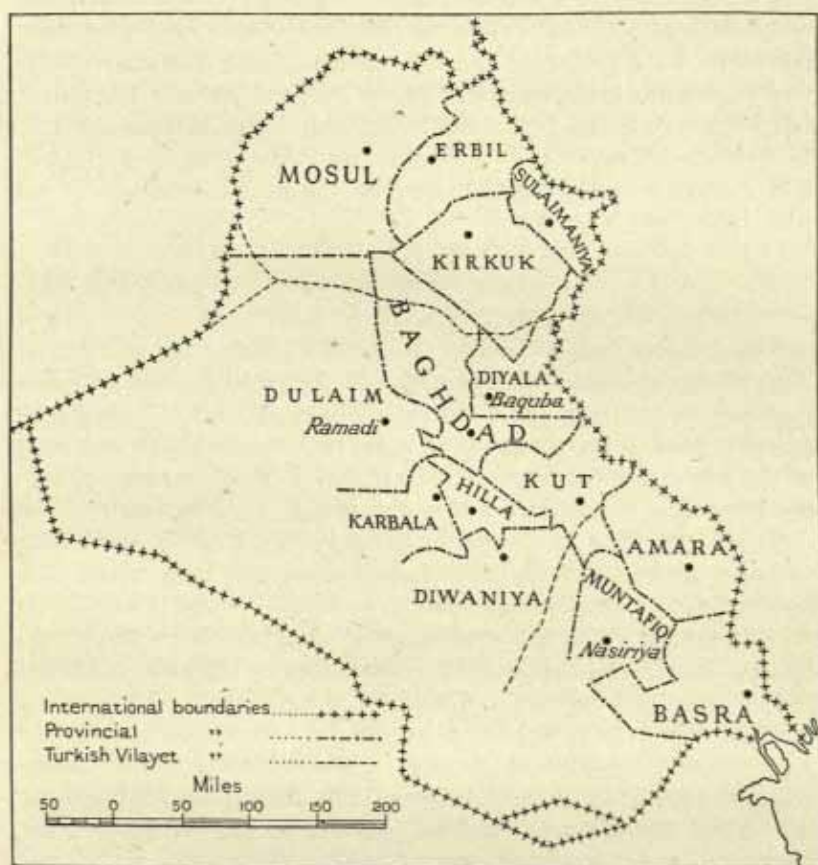 MOSUL
ERBIL
SULAIMANIYA
KIRKUK
BAGHDAD
DIYALA
Baquba
DULAIM
Ramadi
KUT
HILLA
KARBALA
AMARA
DIWANIYA
MUNTAFIQ
Nasiriya
BASRA
International boundaries
Provincial "
Turkish Vilayet "
Miles
50 0 50 100 150 200